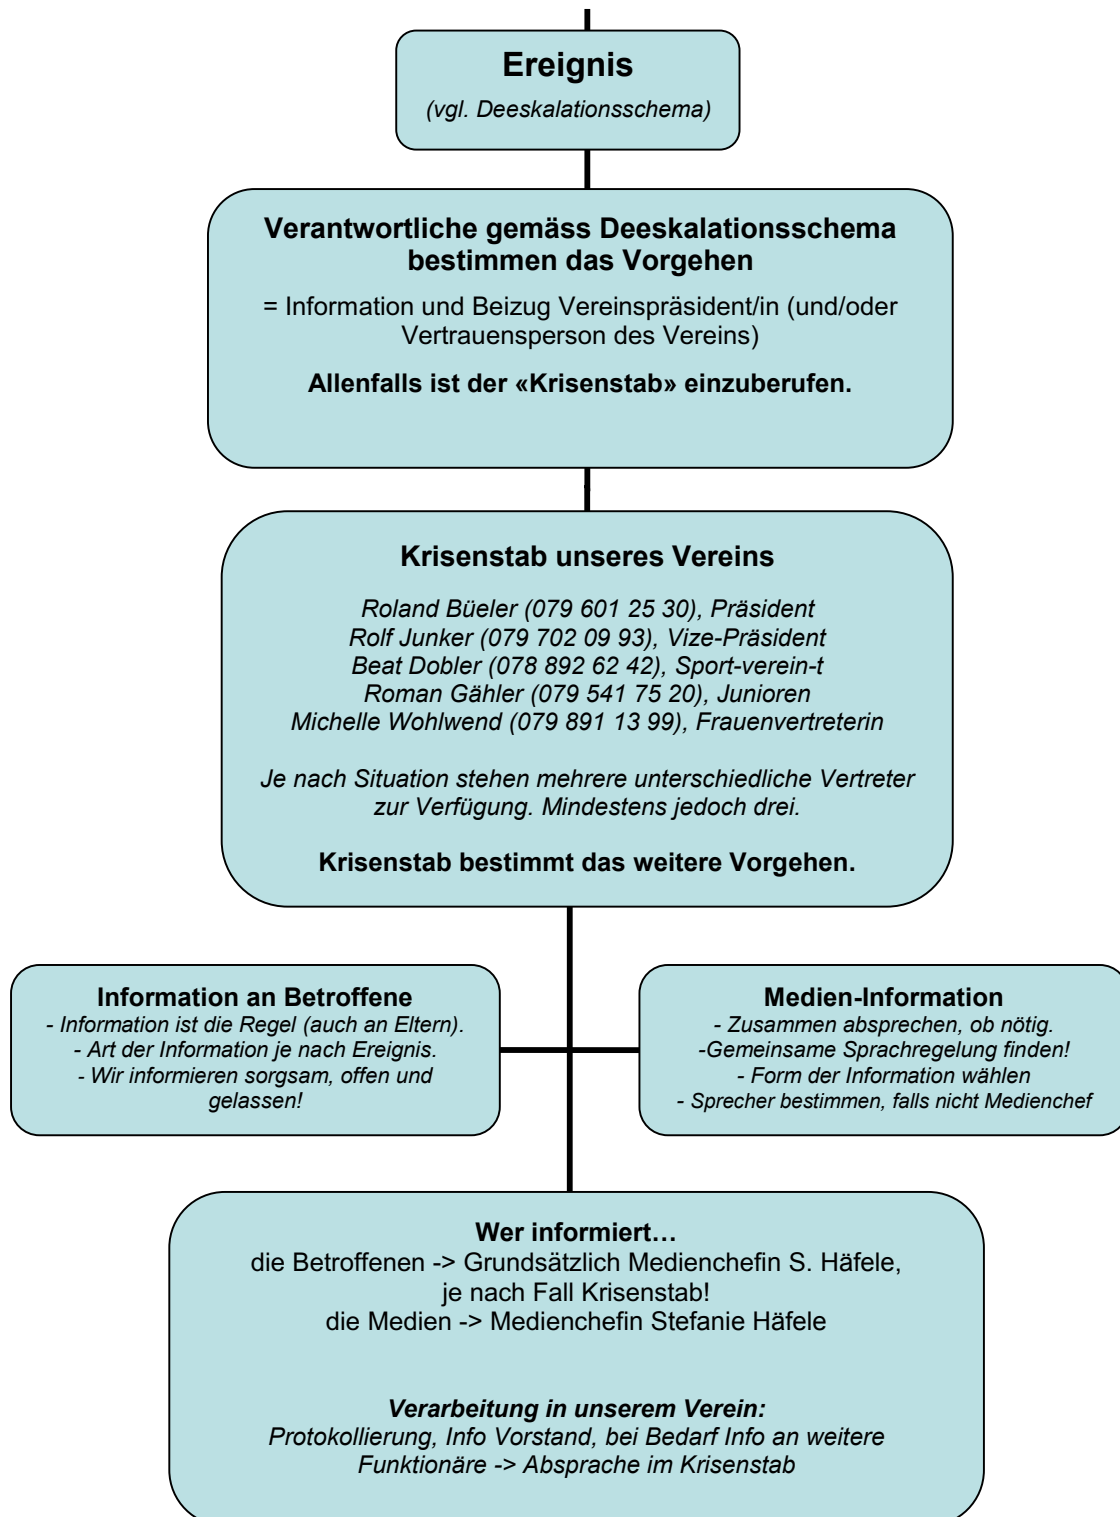 Ereignis
(vgl. Deeskalationsschema)
Verantwortliche gemäss Deeskalationsschema
bestimmen das Vorgehen
= Information und Beizug Vereinspräsident/in (und/oder
Vertrauensperson des Vereins)
Allenfalls ist der «Krisenstab» einzuberufen.
Krisenstab unseres Vereins
Roland Büeler (079 601 25 30), Präsident
Rolf Junker (079 702 09 93), Vize-Präsident
Beat Dobler (078 892 62 42), Sport-verein-t
Roman Gähler (079 541 75 20), Junioren
Michelle Wohlwend (079 891 13 99), Frauenvertreterin
Je nach Situation stehen mehrere unterschiedliche Vertreter
zur Verfügung. Mindestens jedoch drei.
Krisenstab bestimmt das weitere Vorgehen.
Information an Betroffene
- Information ist die Regel (auch an Eltern).
- Art der Information je nach Ereignis.
- Wir informieren sorgsam, offen und
gelassen!
Medien-Information
- Zusammen absprechen, ob nötig.
-Gemeinsame Sprachregelung finden!
- Form der Information wählen
- Sprecher bestimmen, falls nicht Medienchef
Wer informiert…
die Betroffenen -> Grundsätzlich Medienchefin S. Häfele,
je nach Fall Krisenstab!
die Medien -> Medienchefin Stefanie Häfele
Verarbeitung in unserem Verein:
Protokollierung, Info Vorstand, bei Bedarf Info an weitere
Funktionäre -> Absprache im Krisenstab